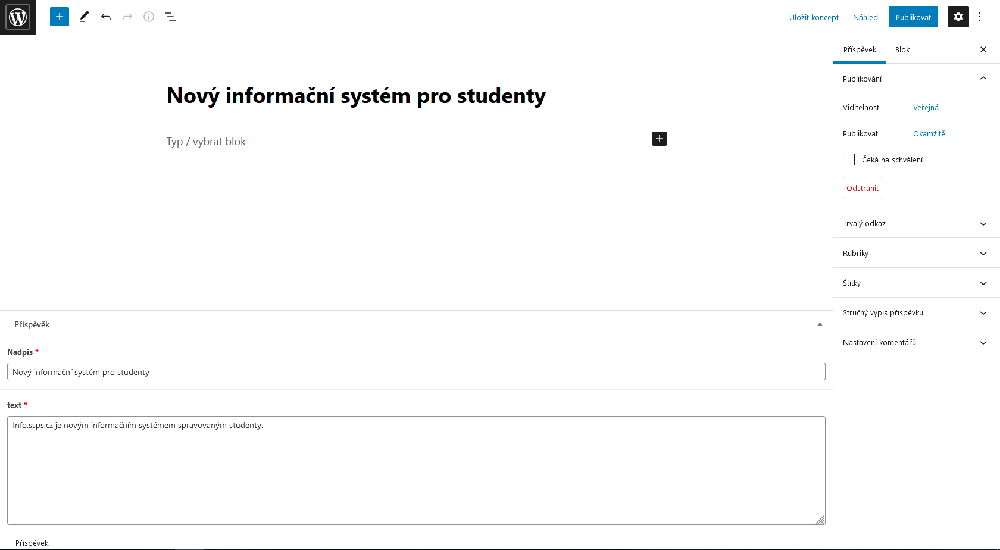 Uložit koncept Náhled Publikovat
Nový informační systém pro studenty
Typ / vybrat blok
Příspěvek Blok
Publikování
Viditelnost Veřejná
Publikovat Okamžitě
Čeká na schválení
Odstranit
Trvalý odkaz
Rubriky
Štítky
Stručný výpis příspěvku
Nastavení komentářů
Příspěvěk
Nadpis *
Nový informační systém pro studenty
text *
Info.ssps.cz je novým informačním systémem spravovaným studenty.
Příspěvek